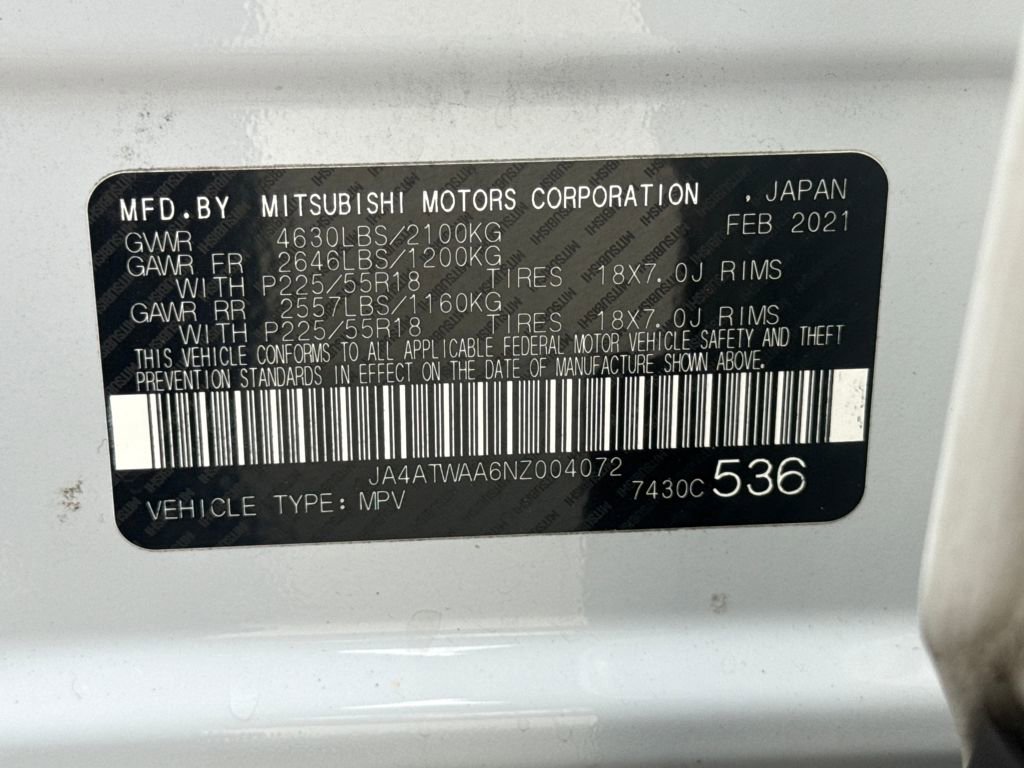 MFD.BY MITSUBISHI MOTORS CORPORATION , JAPAN
FEB 2021
GVWR 4630LBS/2100KG
GAWR FR 2646LBS/1200KG
WITH P225/55R18 TIRES 18X7.0J RIMS
GAWR RR 2557LBS/1160KG
WITH P225/55R18 TIRES 18X7.0J RIMS
THIS VEHICLE CONFORMS TO ALL APPLICABLE FEDERAL MOTOR VEHICLE SAFETY AND THEFT
PREVENTION STANDARDS IN EFFECT ON THE DATE OF MANUFACTURE SHOWN ABOVE.
JA4ATWAA6NZ004072
7430C 536
VEHICLE TYPE: MPV